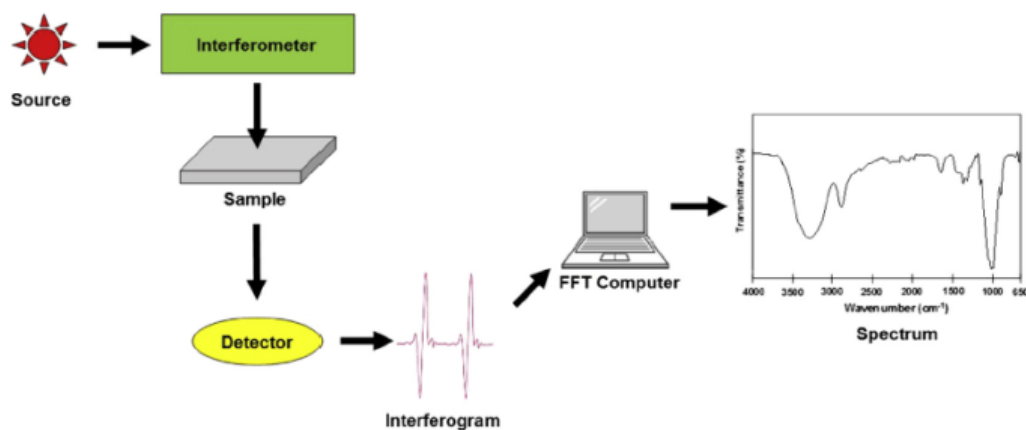 Source
Interferometer
Sample
Detector
Interferogram
FFT Computer
Transmittance (%)
4000 3500 3000 2500 2000 1500 1000 650
Wavenumber (cm⁻¹)
Spectrum